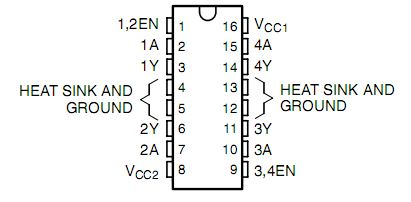 1,2EN 1 16 VCC1
1A 2 15 4A
1Y 3 14 4Y
HEAT SINK AND GROUND 4 13 HEAT SINK AND GROUND
5 12
2Y 6 11 3Y
2A 7 10 3A
VCC2 8 9 3,4EN